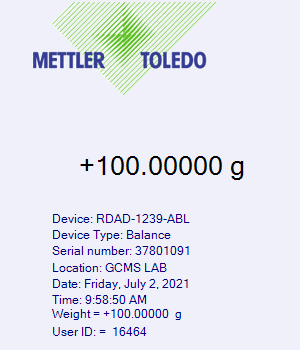 METTLER TOLEDO
+100.00000 g
Device: RDAD-1239-ABL
Device Type: Balance
Serial number: 37801091
Location: GCMS LAB
Date: Friday, July 2, 2021
Time: 9:58:50 AM
Weight = +100.00000  g
User ID: =  16464